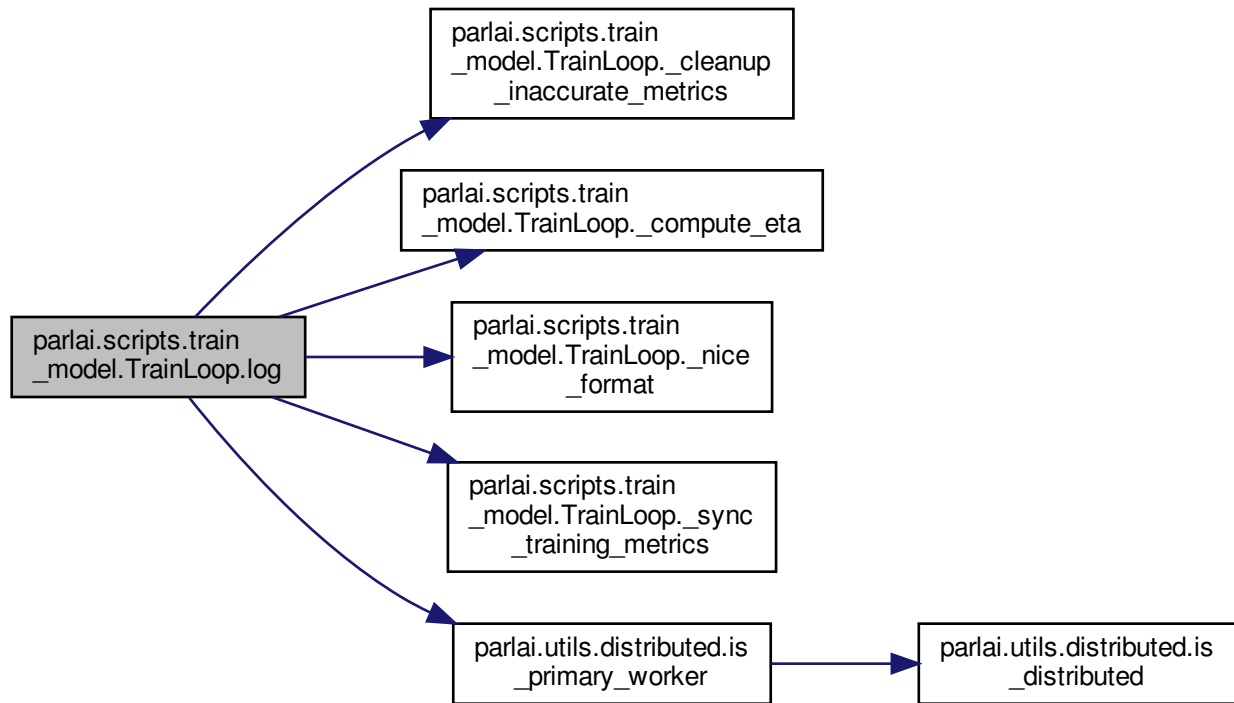 parlai.scripts.train
_model.TrainLoop._cleanup
_inaccurate_metrics
parlai.scripts.train
_model.TrainLoop._compute_eta
parlai.scripts.train
_model.TrainLoop.log
parlai.scripts.train
_model.TrainLoop._nice
_format
parlai.scripts.train
_model.TrainLoop._sync
_training_metrics
parlai.utils.distributed.is
_primary_worker
parlai.utils.distributed.is
_distributed